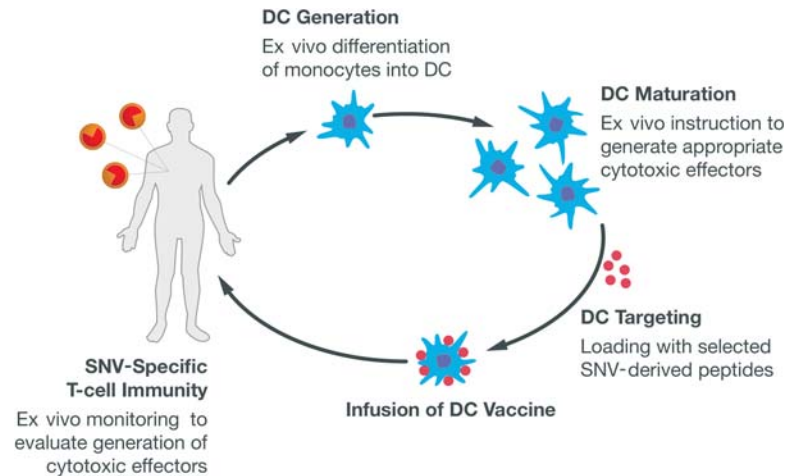 DC Generation
Ex vivo differentiation
of monocytes into DC
DC Maturation
Ex vivo instruction to
generate appropriate
cytotoxic effectors
DC Targeting
Loading with selected
SNV-derived peptides
Infusion of DC Vaccine
SNV-Specific
T-cell Immunity
Ex vivo monitoring to
evaluate generation of
cytotoxic effectors